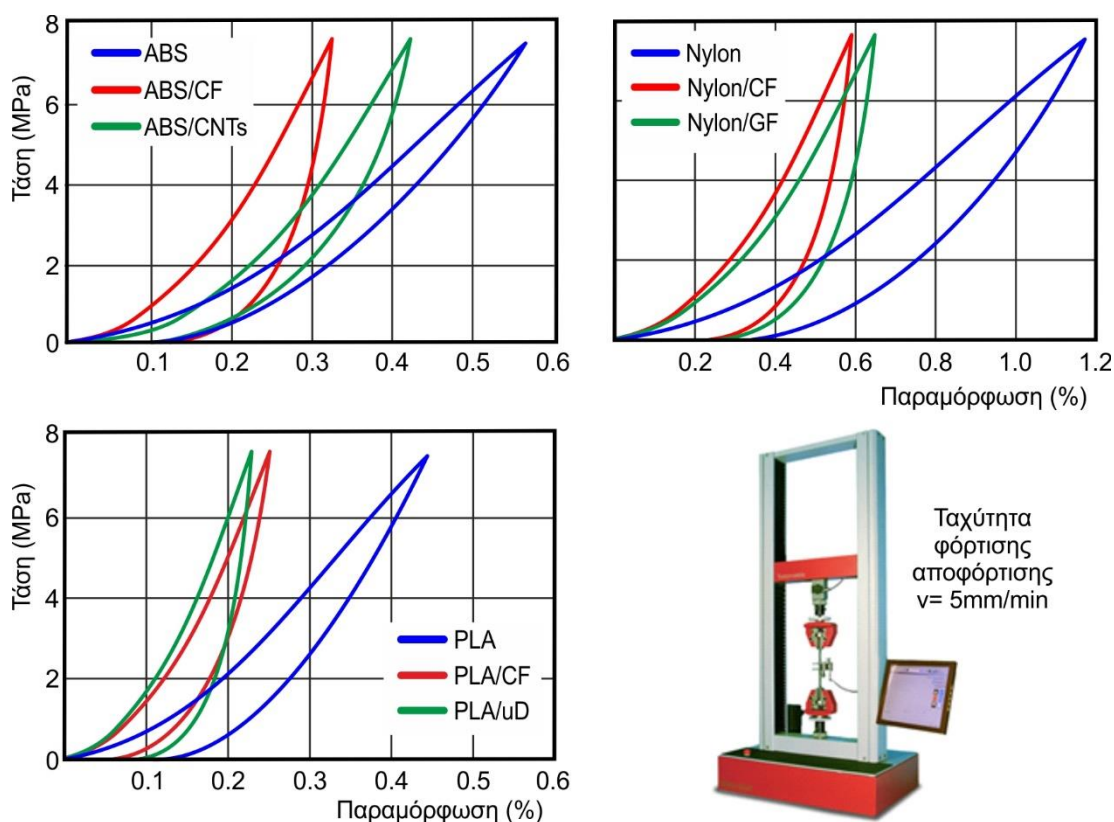 Τάση (MPa)
8
6
4
2
0
ABS
ABS/CF
ABS/CNTs
0.1 0.2 0.3 0.4 0.5 0.6
Nylon
Nylon/CF
Nylon/GF
0.2 0.4 0.6 0.8 1.0 1.2
Παραμόρφωση (%)
Τάση (MPa)
8
6
4
2
0
PLA
PLA/CF
PLA/uD
0.1 0.2 0.3 0.4 0.5 0.6
Παραμόρφωση (%)
Ταχύτητα
φόρτισης
αποφόρτισης
v= 5mm/min